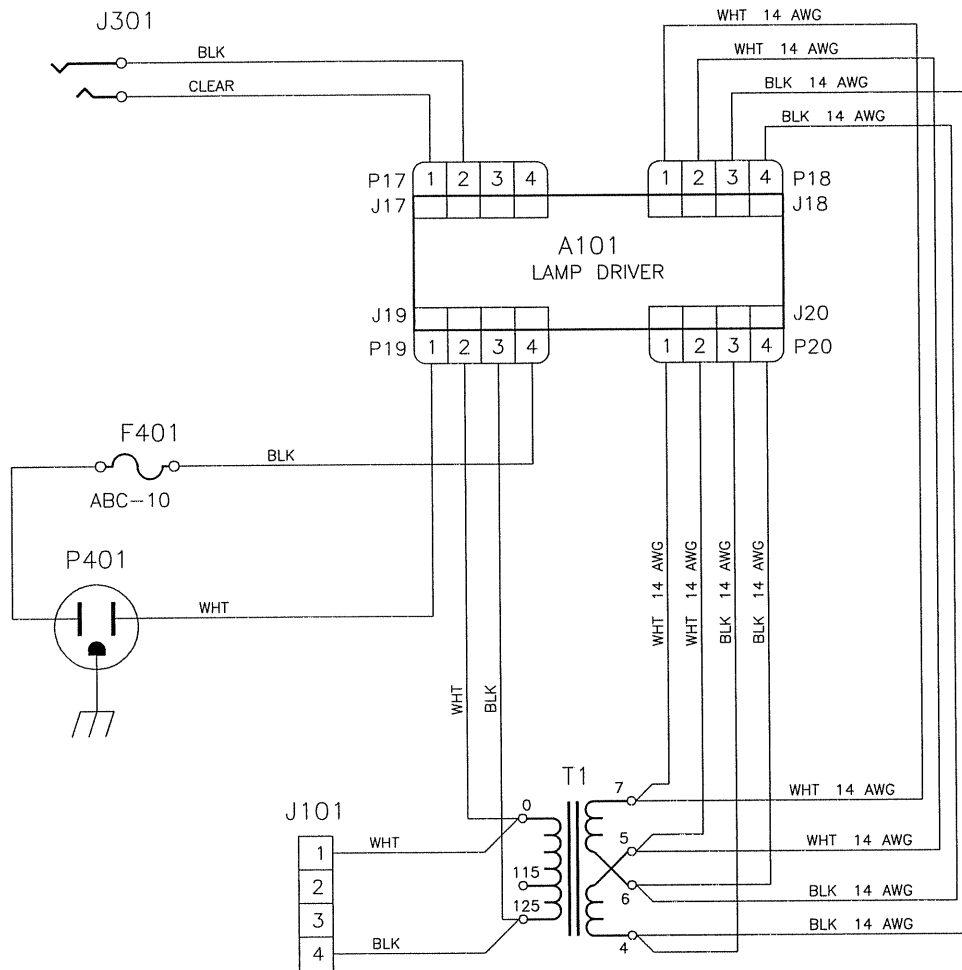 J301
BLK
CLEAR
WHT 14 AWG
WHT 14 AWG
BLK 14 AWG
BLK 14 AWG
P17 1 2 3 4
J17
1 2 3 4 P18
J18
A101
LAMP DRIVER
J19
P19 1 2 3 4
J20
1 2 3 4 P20
F401
BLK
ABC-10
P401
WHT
WHT
BLK
WHT 14 AWG
WHT 14 AWG
BLK 14 AWG
BLK 14 AWG
T1
0
115
125
7
5
6
4
WHT 14 AWG
WHT 14 AWG
BLK 14 AWG
BLK 14 AWG
J101
1
WHT
2
3
4
BLK